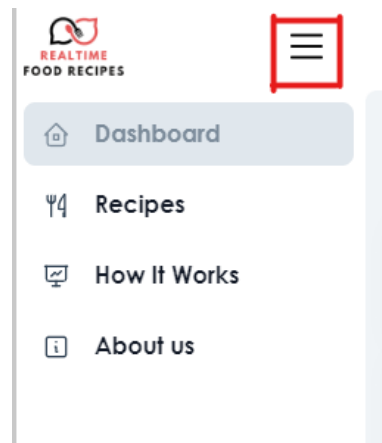 REALTIME
FOOD RECIPES
Dashboard
Recipes
How It Works
About us